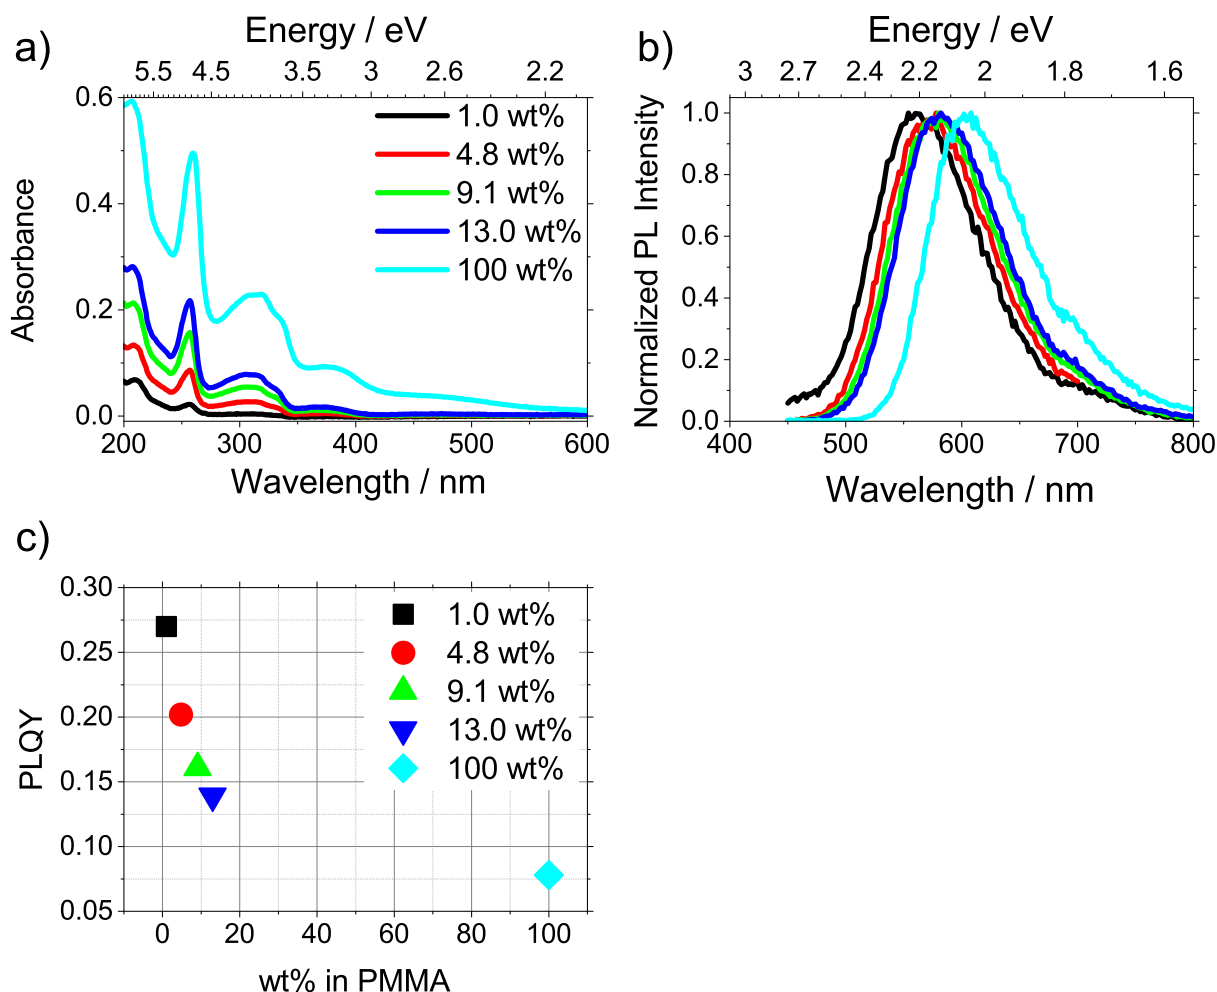 a)
Energy / eV
5.5 4.5 3.5 3 2.6 2.2
0.6
0.4
0.2
0.0
Absorbance
1.0 wt%
4.8 wt%
9.1 wt%
13.0 wt%
100 wt%
200 300 400 500 600
Wavelength / nm
b)
Energy / eV
3 2.7 2.4 2.2 2 1.8 1.6
1.0
0.8
0.6
0.4
0.2
0.0
Normalized PL Intensity
400 500 600 700 800
Wavelength / nm
c)
0.30
0.25
0.20
0.15
0.10
0.05
PLQY
1.0 wt%
4.8 wt%
9.1 wt%
13.0 wt%
100 wt%
0 20 40 60 80 100
wt% in PMMA